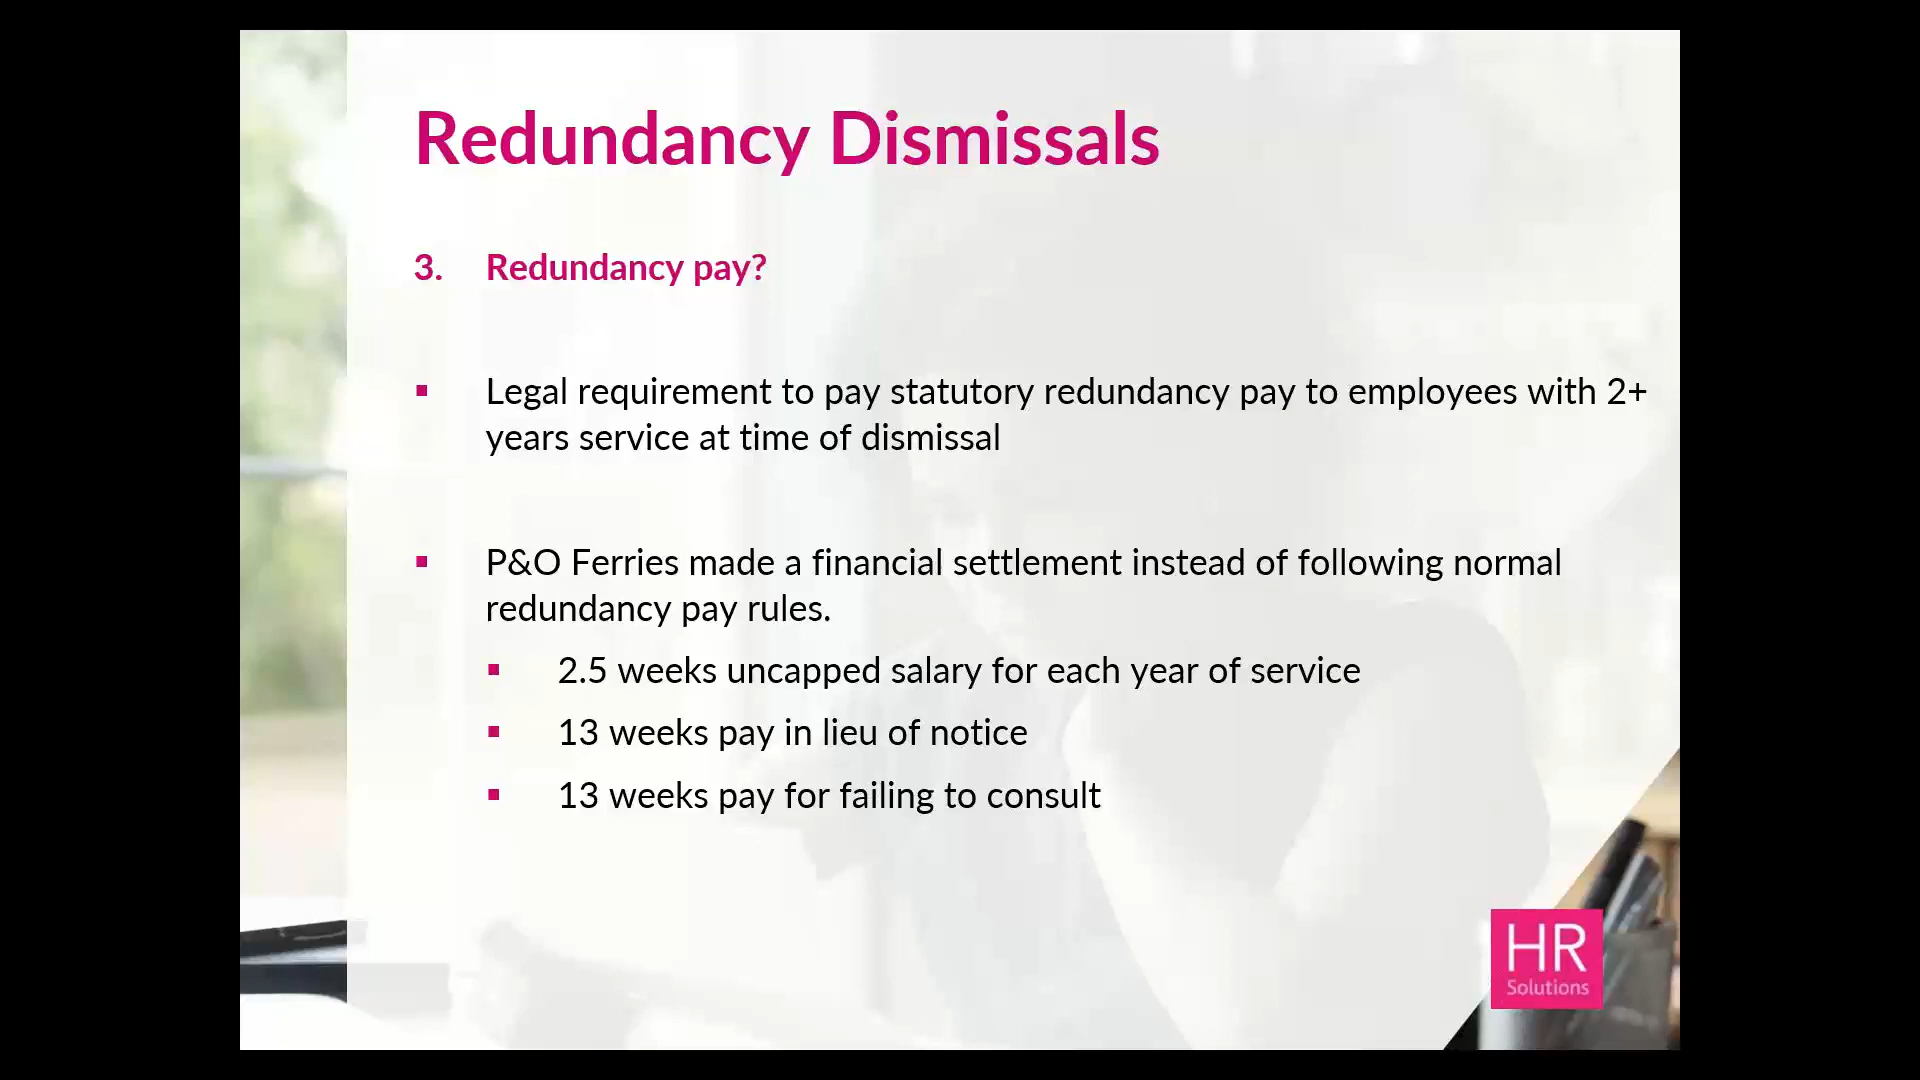 Redundancy Dismissals
3. Redundancy pay?
▪ Legal requirement to pay statutory redundancy pay to employees with 2+
years service at time of dismissal
▪ P&O Ferries made a financial settlement instead of following normal
redundancy pay rules.
▪ 2.5 weeks uncapped salary for each year of service
▪ 13 weeks pay in lieu of notice
▪ 13 weeks pay for failing to consult
HR
Solutions